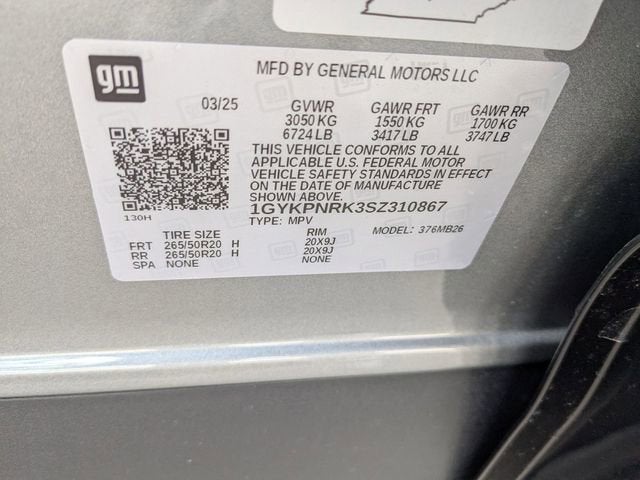 gm
MFD BY GENERAL MOTORS LLC
03/25 GVWR GAWR FRT GAWR RR
3050 KG 1550 KG 1700 KG
6724 LB 3417 LB 3747 LB
THIS VEHICLE CONFORMS TO ALL
APPLICABLE U.S. FEDERAL MOTOR
VEHICLE SAFETY STANDARDS IN EFFECT
ON THE DATE OF MANUFACTURE
SHOWN ABOVE.
130H
1GYKPNRK3SZ310867
TYPE: MPV MODEL: 376MB26
TIRE SIZE RIM
FRT 265/50R20 H 20X9J
RR 265/50R20 H 20X9J
SPA NONE NONE